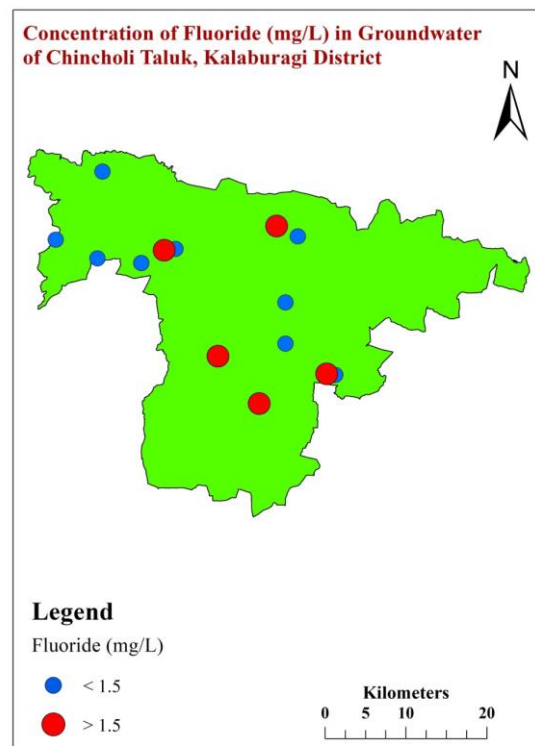 Concentration of Fluoride (mg/L) in Groundwater
of Chincholi Taluk, Kalaburagi District
N
Legend
Fluoride (mg/L)
< 1.5
> 1.5
Kilometers
0 5 10 20